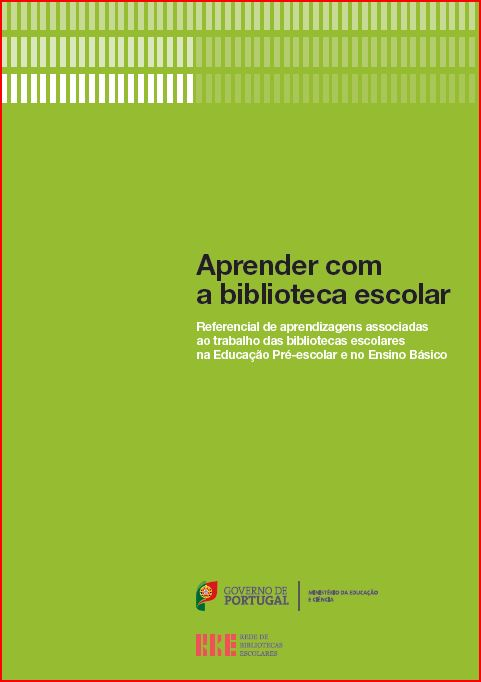 Aprender com
a biblioteca escolar
Referencial de aprendizagens associadas
ao trabalho das bibliotecas escolares
na Educação Pré-escolar e no Ensino Básico
GOVERNO DE
PORTUGAL
MINISTÉRIO DA EDUCAÇÃO
E CIÊNCIA
RBE
REDE DE
BIBLIOTECAS
ESCOLARES